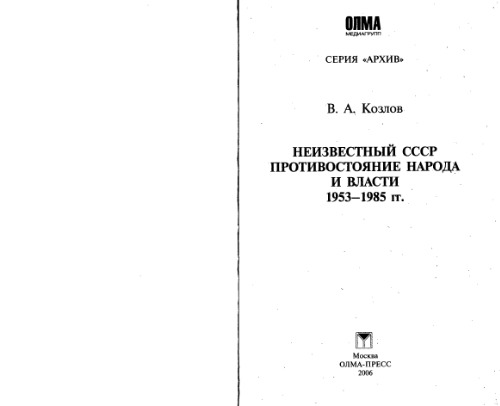 ОЛМА
МЕДИАГРУПП
СЕРИЯ «АРХИВ»
В. А. Козлов
НЕИЗВЕСТНЫЙ СССР
ПРОТИВОСТОЯНИЕ НАРОДА
И ВЛАСТИ
1953–1985 гг.
Москва
ОЛМА-ПРЕСС
2006